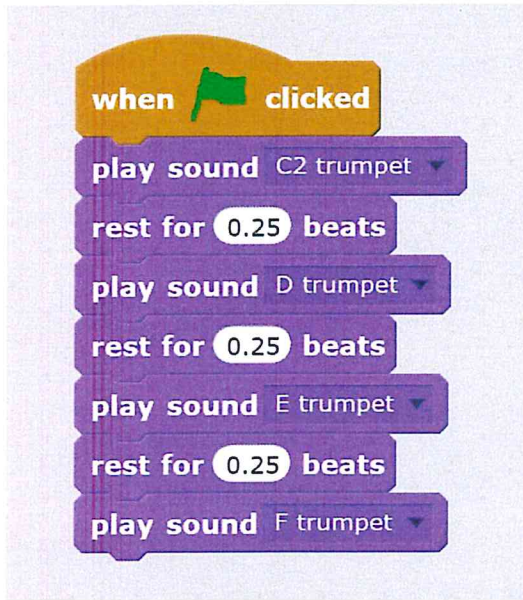 when clicked
play sound C2 trumpet
rest for 0.25 beats
play sound D trumpet
rest for 0.25 beats
play sound E trumpet
rest for 0.25 beats
play sound F trumpet